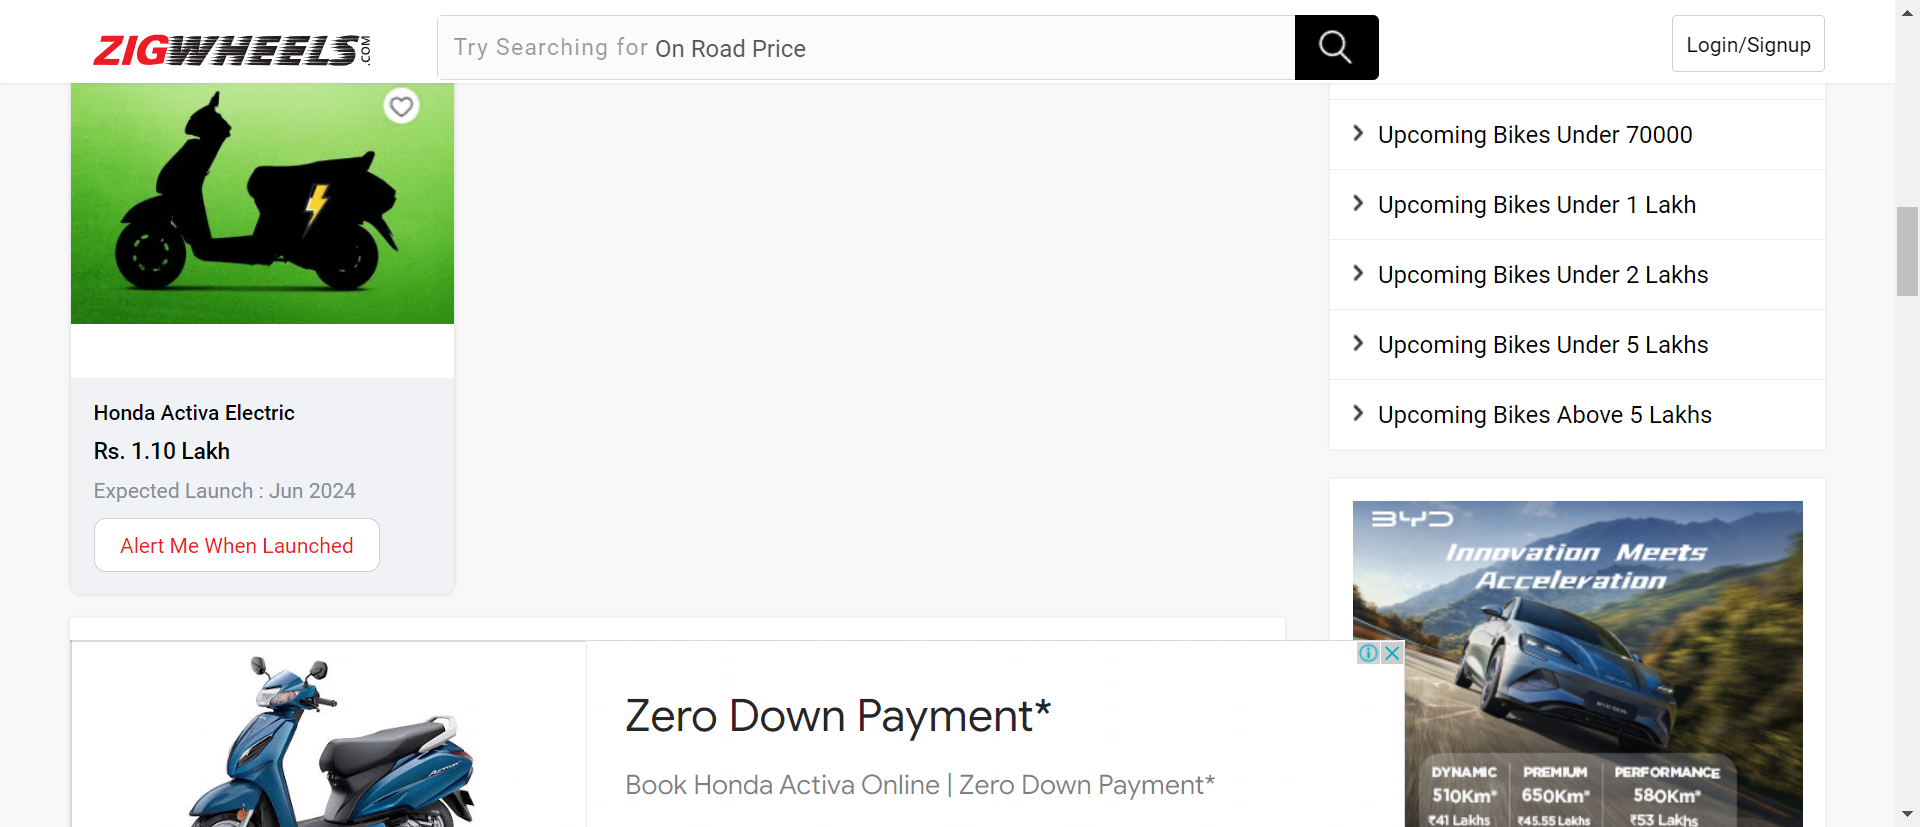 ZIGWHEELS.COM
Try Searching for On Road Price
Login/Signup
Honda Activa Electric
Rs. 1.10 Lakh
Expected Launch : Jun 2024
Alert Me When Launched
Upcoming Bikes Under 70000
Upcoming Bikes Under 1 Lakh
Upcoming Bikes Under 2 Lakhs
Upcoming Bikes Under 5 Lakhs
Upcoming Bikes Above 5 Lakhs
BYD
Innovation Meets
Acceleration
DYNAMIC PREMIUM PERFORMANCE
510Km* 650Km* 580Km*
₹41 Lakhs ₹45.55 Lakhs ₹53 Lakhs
Zero Down Payment*
Book Honda Activa Online | Zero Down Payment*